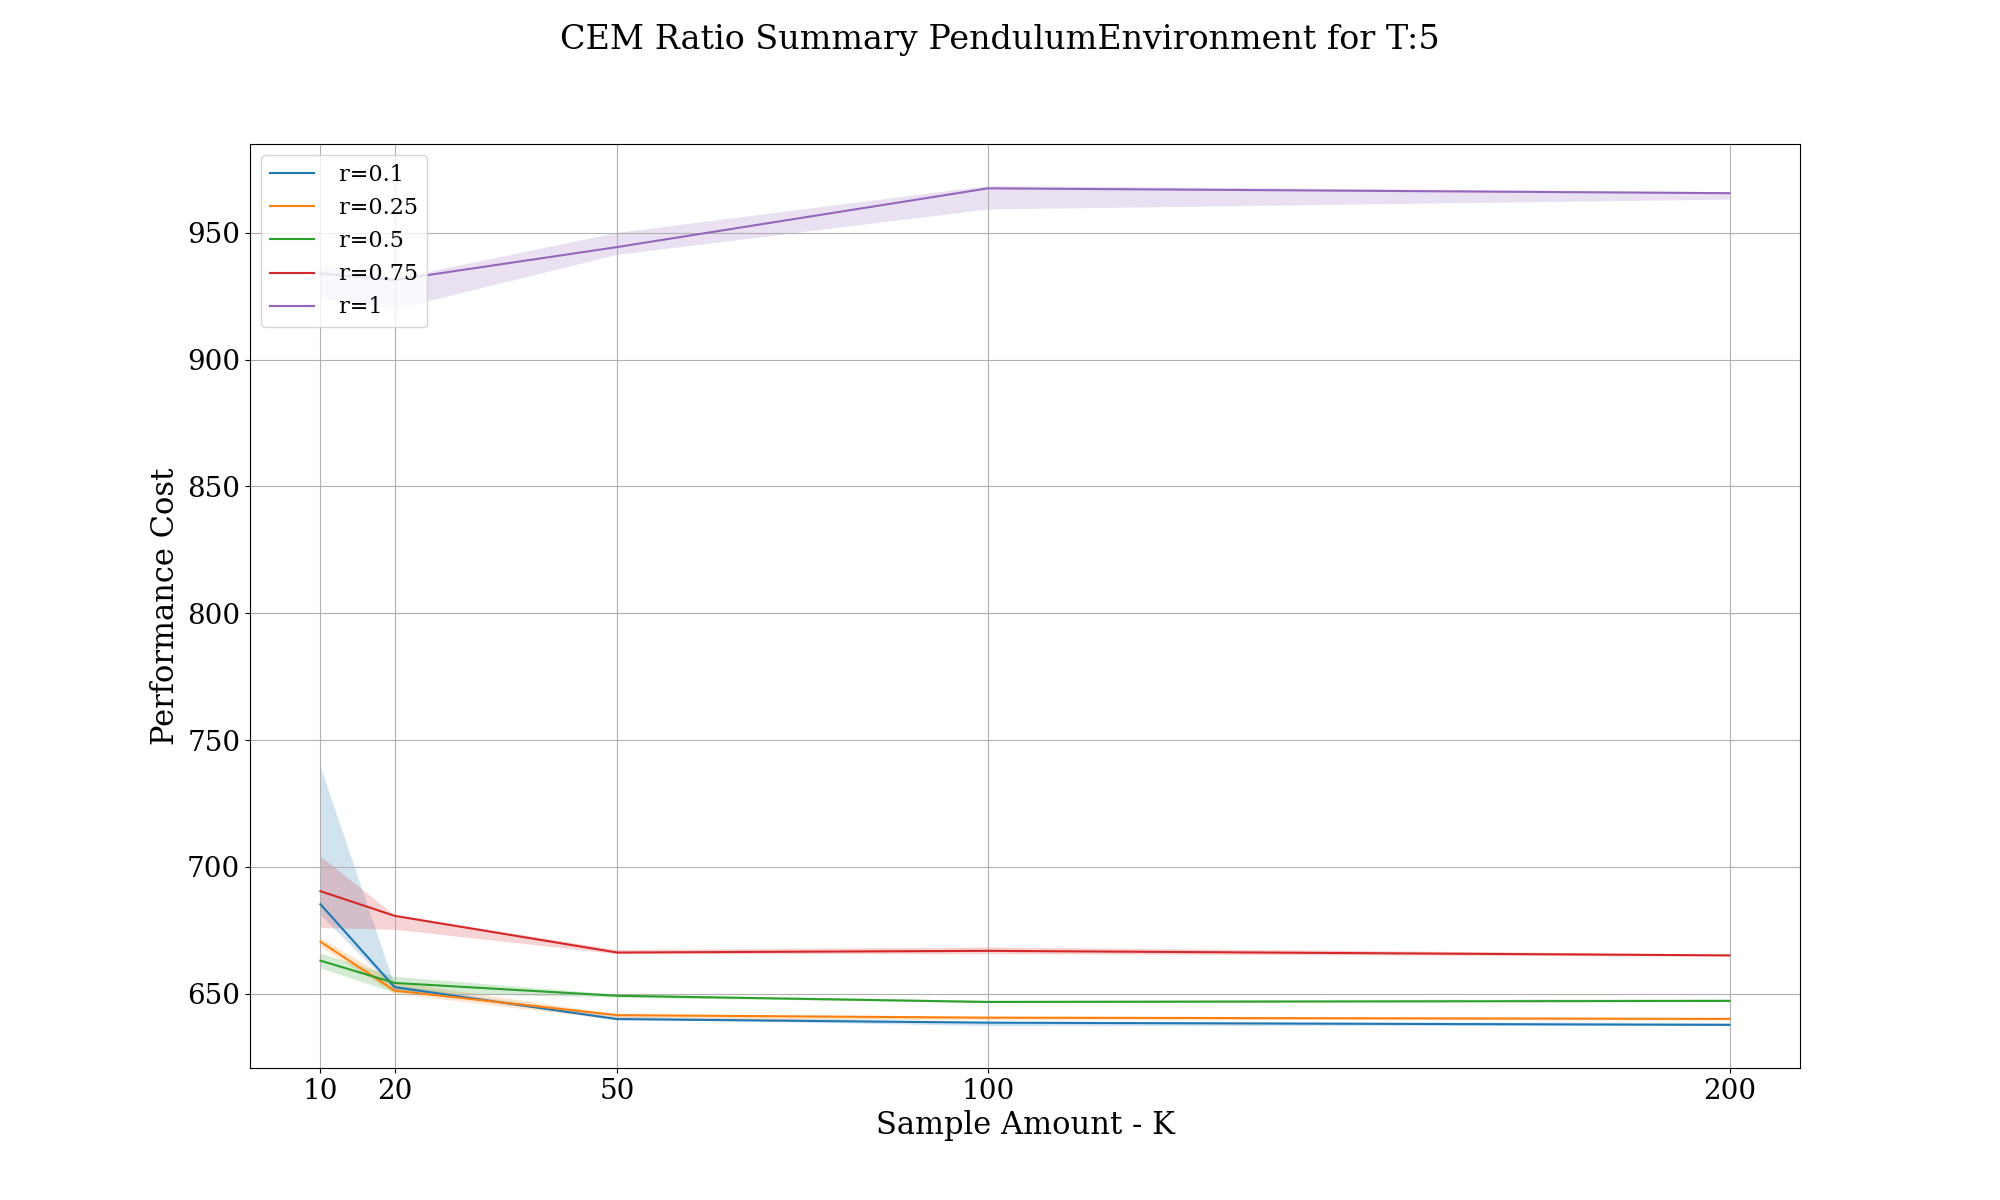 CEM Ratio Summary PendulumEnvironment for T:5
r=0.1
r=0.25
r=0.5
r=0.75
r=1
950
900
850
800
750
700
650
Performance Cost
10 20 50 100 200
Sample Amount - K